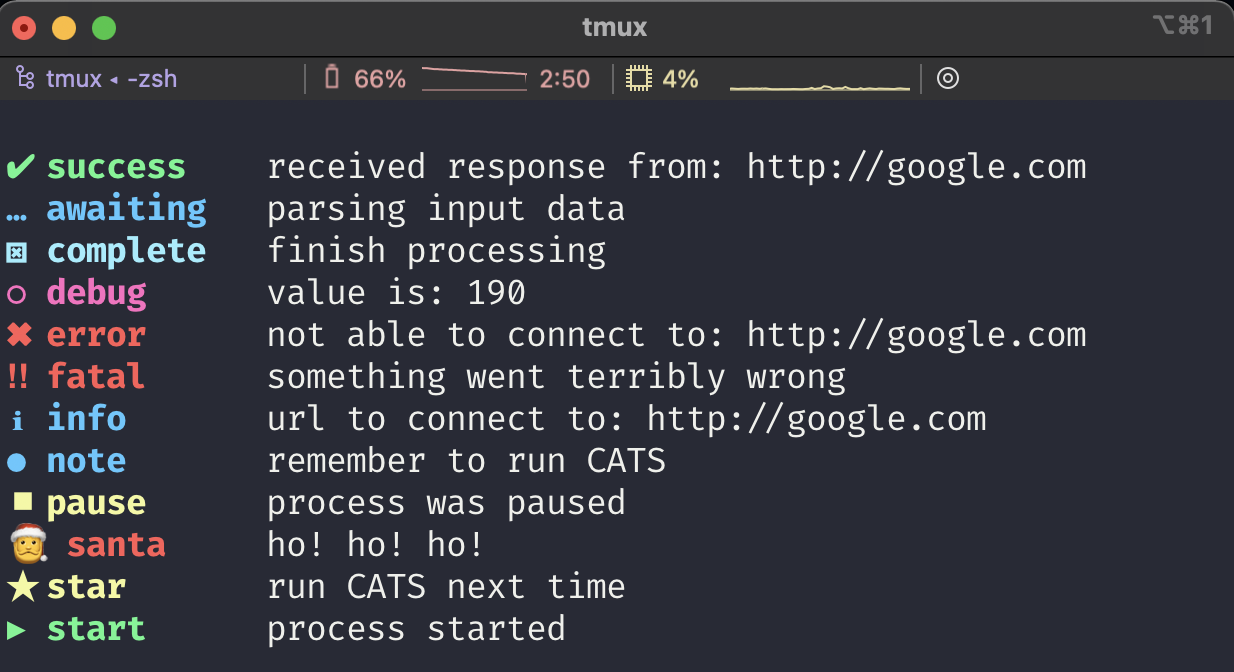 tmux ⌥⌘1
tmux ◂ -zsh 66% 2:50 4%
✔ success received response from: http://google.com
… awaiting parsing input data
complete finish processing
debug value is: 190
✖ error not able to connect to: http://google.com
‼ fatal something went terribly wrong
ℹ info url to connect to: http://google.com
● note remember to run CATS
■ pause process was paused
🎅 santa ho! ho! ho!
★ star run CATS next time
▶ start process started